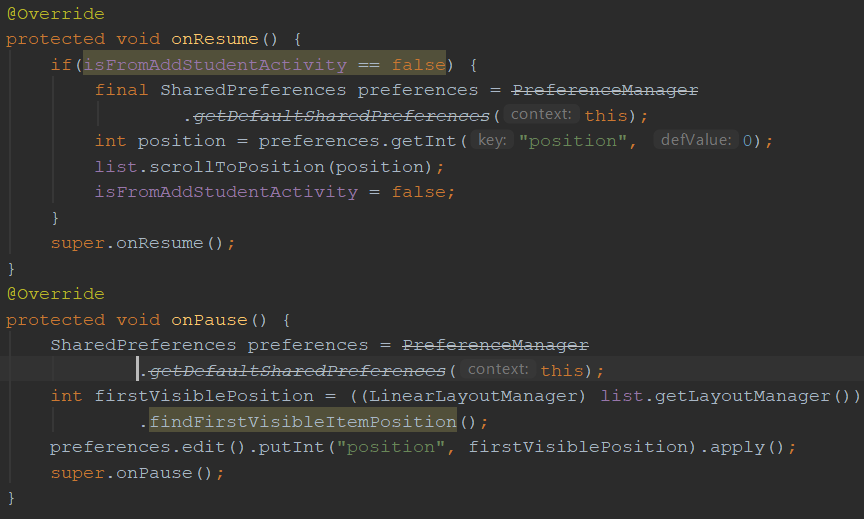 @Override
protected void onResume() {
    if(isFromAddStudentActivity == false) {
        final SharedPreferences preferences = PreferenceManager
                .getDefaultSharedPreferences( context: this);
        int position = preferences.getInt( key: "position", defValue: 0);
        list.scrollToPosition(position);
        isFromAddStudentActivity = false;
    }
    super.onResume();
}
@Override
protected void onPause() {
    SharedPreferences preferences = PreferenceManager
            .getDefaultSharedPreferences( context: this);
    int firstVisiblePosition = ((LinearLayoutManager) list.getLayoutManager())
            .findFirstVisibleItemPosition();
    preferences.edit().putInt("position", firstVisiblePosition).apply();
    super.onPause();
}